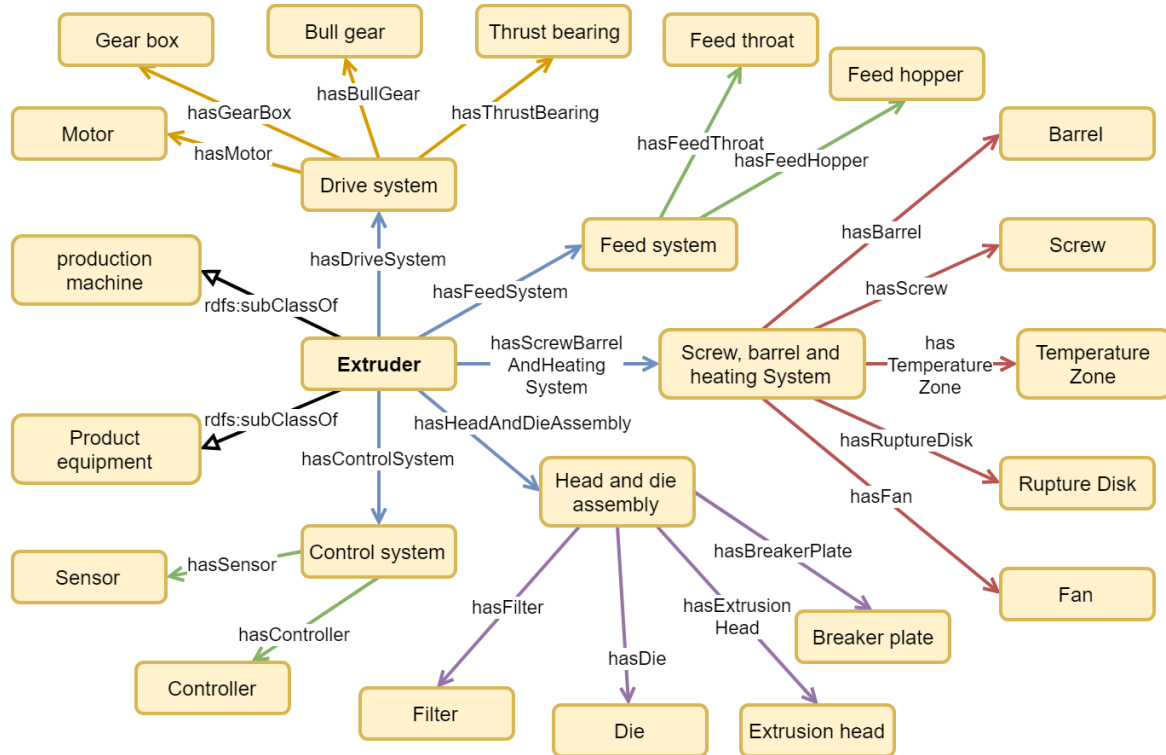 Gear box
Bull gear
Thrust bearing
Feed throat
Feed hopper
hasBullGear
hasGearBox
hasThrustBearing
Motor
hasMotor
Barrel
hasFeedThroat
hasFeedHopper
Drive system
hasBarrel
Feed system
Screw
production
machine
hasDriveSystem
hasFeedSystem
hasScrew
rdfs:subClassOf
Extruder
hasScrewBarrel
AndHeating
System
Screw, barrel and
heating System
has
Temperature
Zone
Temperature
Zone
rdfs:subClassOf
hasHeadAndDieAssembly
Product
equipment
hasControlSystem
hasRuptureDisk
Head and die
assembly
Rupture Disk
hasFan
Control system
hasSensor
Sensor
hasBreakerPlate
Fan
hasFilter
hasExtrusion
Head
hasController
Breaker plate
hasDie
Controller
Filter
Die
Extrusion head